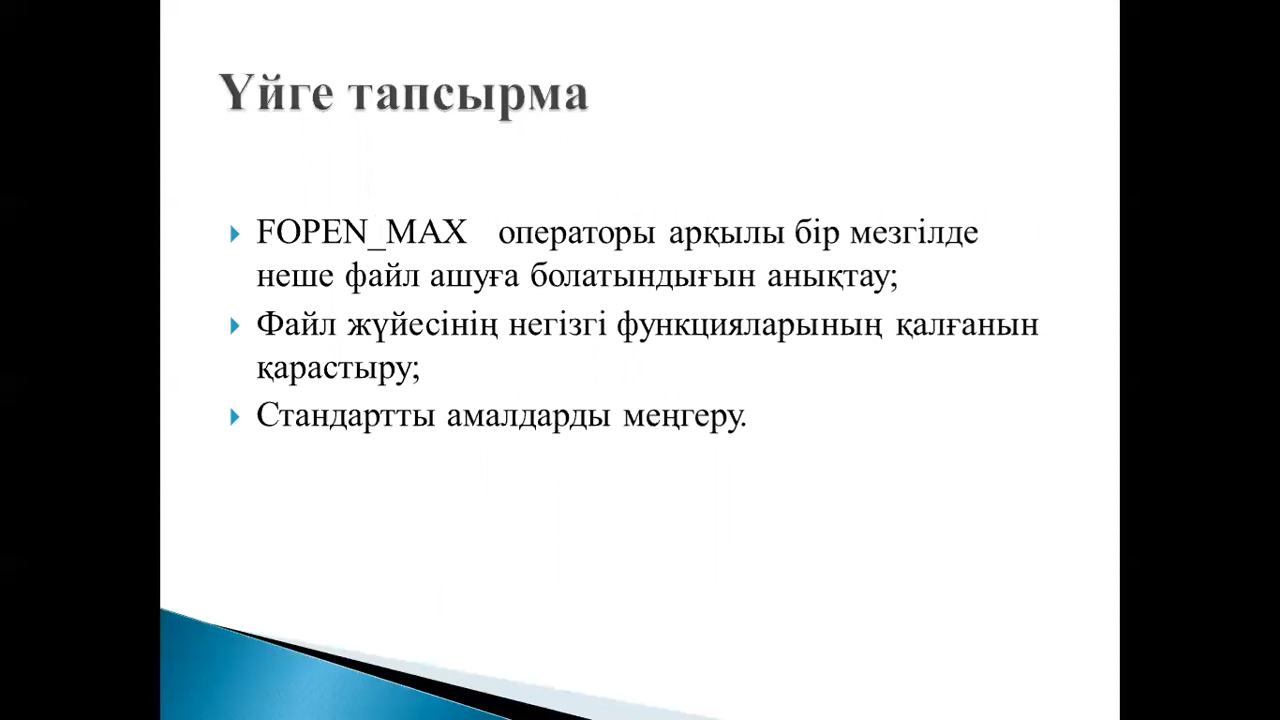 Үйге тапсырма
FOPEN_MAX операторы арқылы бір мезгілде
неше файл ашуға болатындығын анықтау;
Файл жүйесінің негізгі функцияларының қалғанын
қарастыру;
Стандартты амалдарды меңгеру.